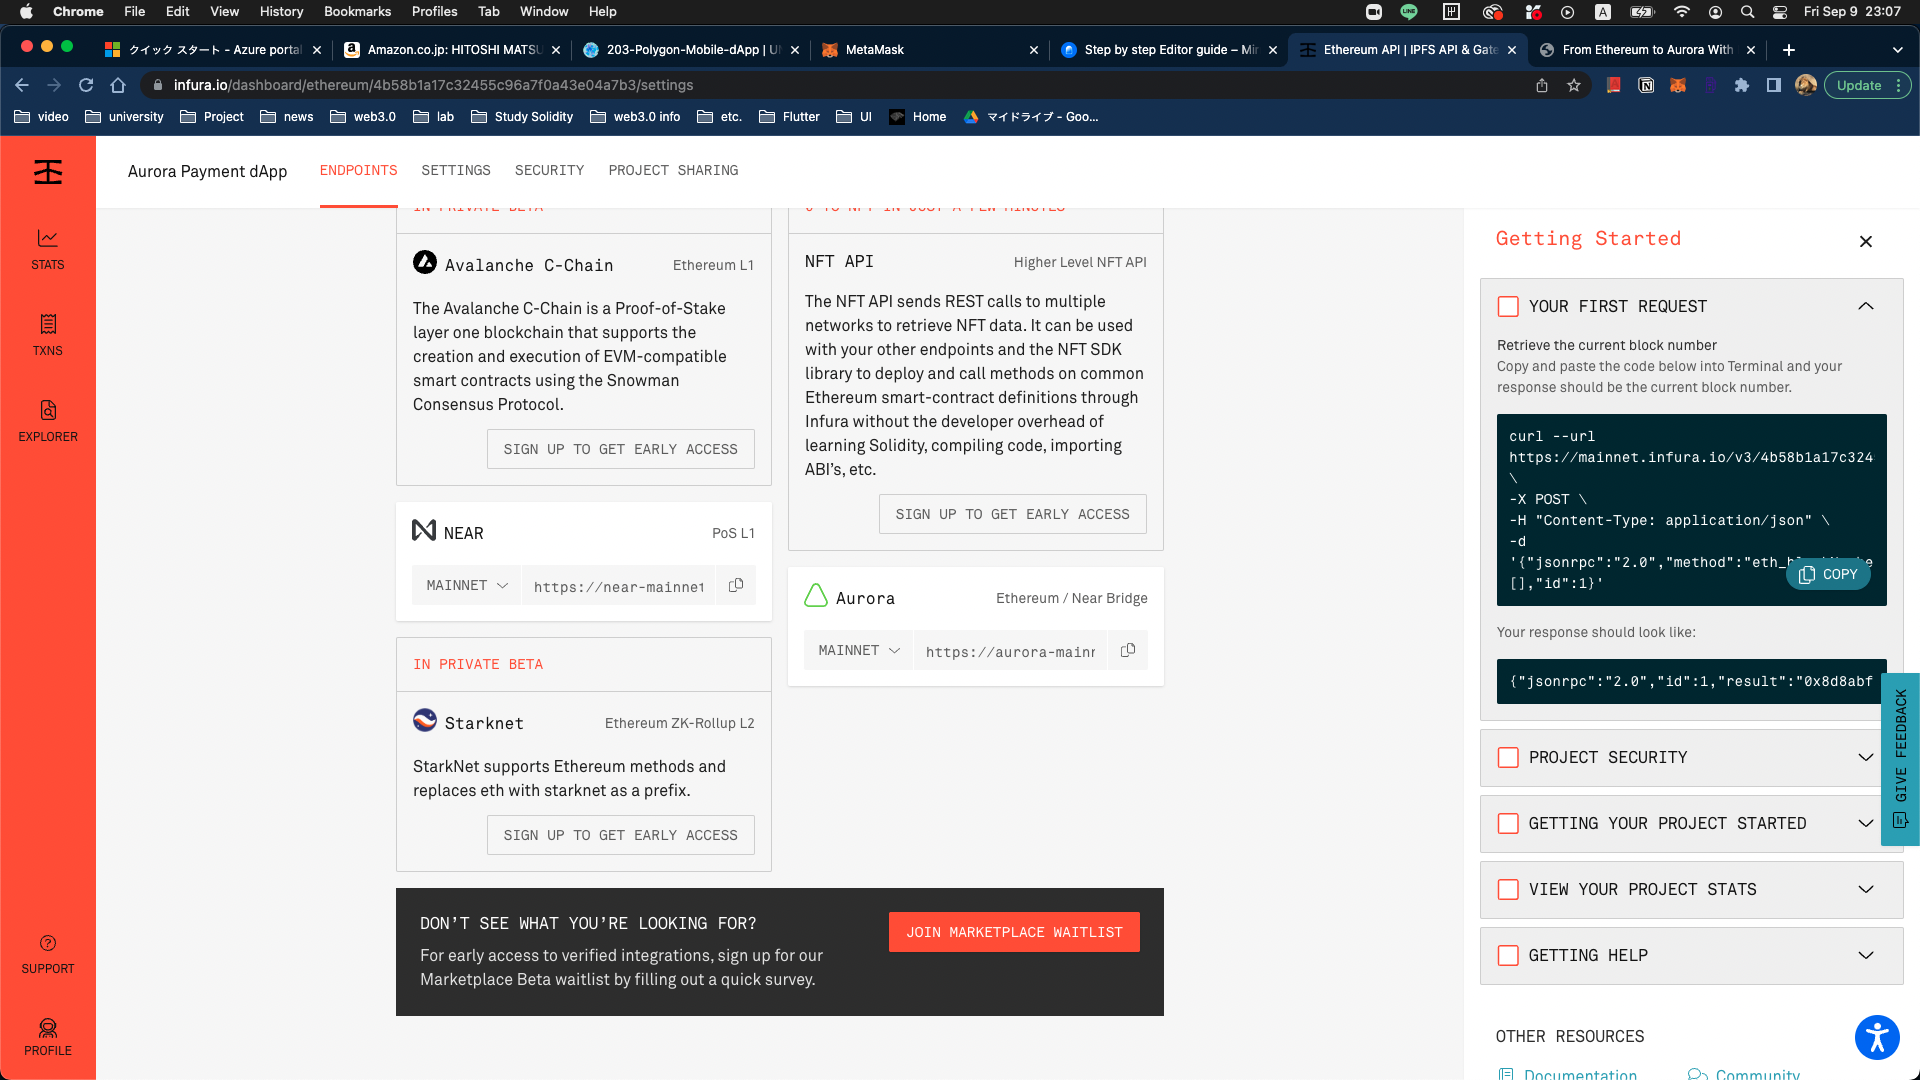 Chrome File Edit View History Bookmarks Profiles Tab Window Help
LINE A Fri Sep 9 23:07
クイック スタート - Azure portal
Amazon.co.jp: HITOSHI MATSU
203-Polygon-Mobile-dApp | UN
MetaMask
Step by step Editor guide – Mir
Ethereum API | IPFS API & Gate
From Ethereum to Aurora With
infura.io/dashboard/ethereum/4b58b1a17c32455c96a7f0a43e04a7b3/settings
Update
video university Project news web3.0 lab Study Solidity web3.0 info etc. Flutter UI Home マイドライブ - Goo...
Aurora Payment dApp
ENDPOINTS SETTINGS SECURITY PROJECT SHARING
STATS
TXNS
EXPLORER
SUPPORT
PROFILE
IN PRIVATE BETA
Avalanche C-Chain Ethereum L1
The Avalanche C-Chain is a Proof-of-Stake
layer one blockchain that supports the
creation and execution of EVM-compatible
smart contracts using the Snowman
Consensus Protocol.
SIGN UP TO GET EARLY ACCESS
NEAR PoS L1
MAINNET https://near-mainnet
IN PRIVATE BETA
Starknet Ethereum ZK-Rollup L2
StarkNet supports Ethereum methods and
replaces eth with starknet as a prefix.
SIGN UP TO GET EARLY ACCESS
0 TO NFT IN JUST A FEW MINUTES
NFT API Higher Level NFT API
The NFT API sends REST calls to multiple
networks to retrieve NFT data. It can be used
with your other endpoints and the NFT SDK
library to deploy and call methods on common
Ethereum smart-contract definitions through
Infura without the developer overhead of
learning Solidity, compiling code, importing
ABI’s, etc.
SIGN UP TO GET EARLY ACCESS
Aurora Ethereum / Near Bridge
MAINNET https://aurora-mainn
DON’T SEE WHAT YOU’RE LOOKING FOR?
For early access to verified integrations, sign up for our
Marketplace Beta waitlist by filling out a quick survey.
JOIN MARKETPLACE WAITLIST
Getting Started
YOUR FIRST REQUEST
Retrieve the current block number
Copy and paste the code below into Terminal and your
response should be the current block number.
curl --url
https://mainnet.infura.io/v3/4b58b1a17c324
\
-X POST \
-H "Content-Type: application/json" \
-d
'{"jsonrpc":"2.0","method":"eth_
[],"id":1}'
COPY
Your response should look like:
{"jsonrpc":"2.0","id":1,"result":"0x8d8abf
PROJECT SECURITY
GETTING YOUR PROJECT STARTED
VIEW YOUR PROJECT STATS
GETTING HELP
GIVE FEEDBACK
OTHER RESOURCES
Documentation Community